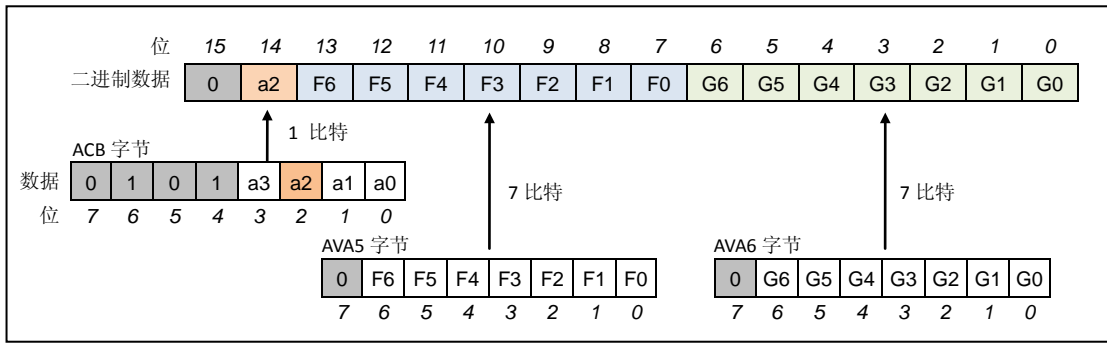 位 15 14 13 12 11 10 9 8 7 6 5 4 3 2 1 0
二进制数据 0 a2 F6 F5 F4 F3 F2 F1 F0 G6 G5 G4 G3 G2 G1 G0
1 比特
ACB 字节
数据 0 1 0 1 a3 a2 a1 a0
位 7 6 5 4 3 2 1 0
7 比特
7 比特
AVA5 字节
0 F6 F5 F4 F3 F2 F1 F0
7 6 5 4 3 2 1 0
AVA6 字节
0 G6 G5 G4 G3 G2 G1 G0
7 6 5 4 3 2 1 0